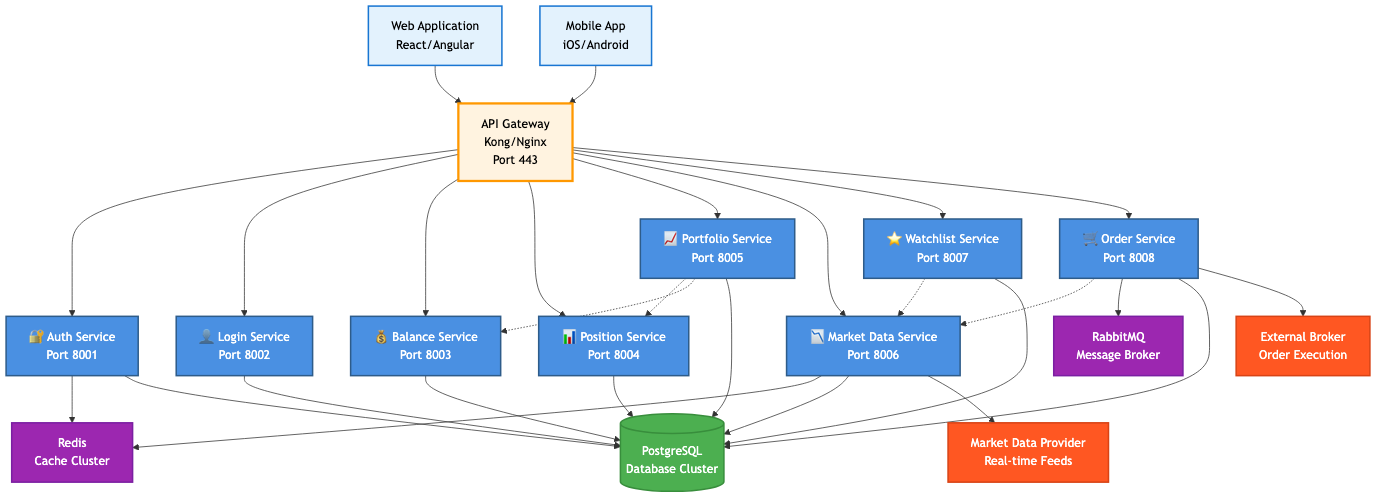 Web Application
React/Angular
Mobile App
iOS/Android
API Gateway
Kong/Nginx
Port 443
Portfolio Service
Port 8005
Watchlist Service
Port 8007
Order Service
Port 8008
Auth Service
Port 8001
Login Service
Port 8002
Balance Service
Port 8003
Position Service
Port 8004
Market Data Service
Port 8006
RabbitMQ
Message Broker
External Broker
Order Execution
Redis
Cache Cluster
PostgreSQL
Database Cluster
Market Data Provider
Real-time Feeds